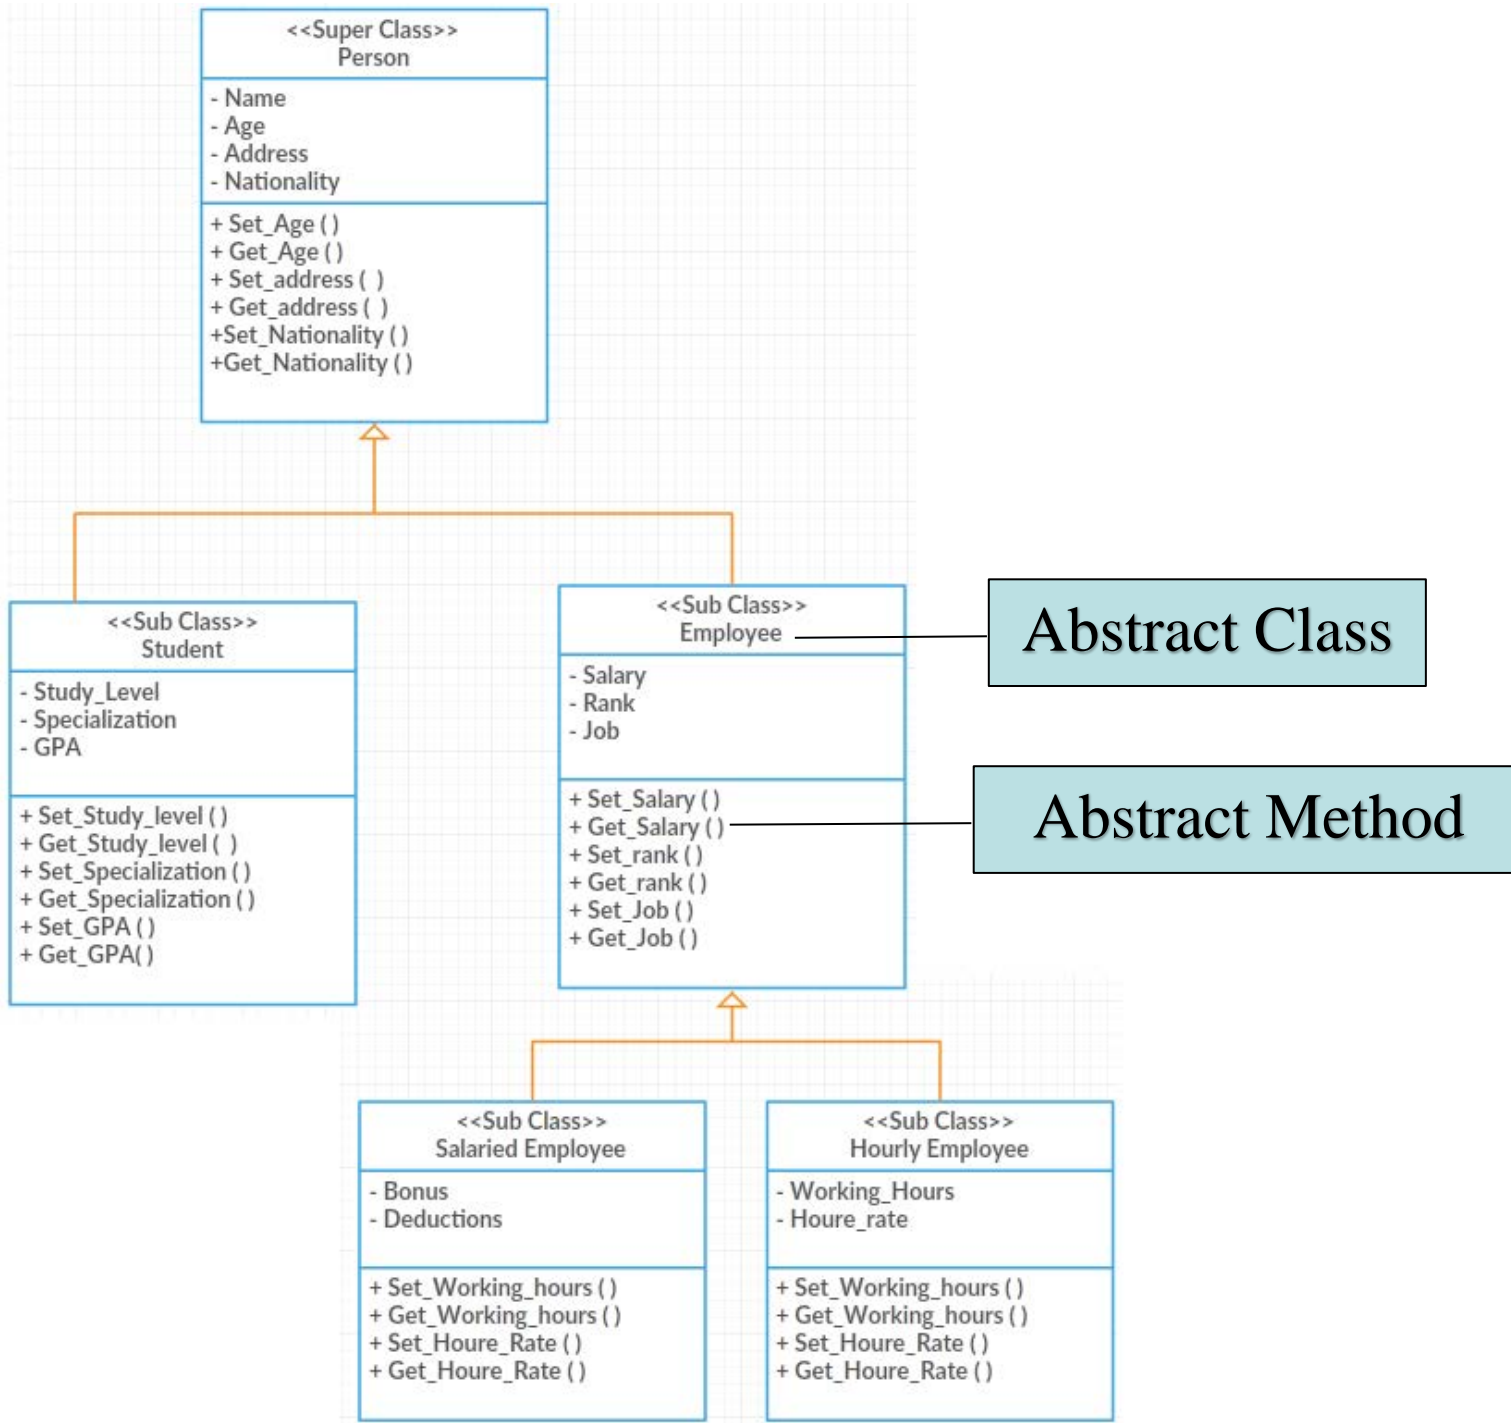 <<Super Class>>
Person
- Name
- Age
- Address
- Nationality
+ Set_Age ( )
+ Get_Age ( )
+ Set_address (  )
+ Get_address (  )
+Set_Nationality ( )
+Get_Nationality ( )
<<Sub Class>>
Student
- Study_Level
- Specialization
- GPA
+ Set_Study_level ( )
+ Get_Study_level (  )
+ Set_Specialization ( )
+ Get_Specialization ( )
+ Set_GPA ( )
+ Get_GPA( )
<<Sub Class>>
Employee
- Salary
- Rank
- Job
+ Set_Salary ( )
+ Get_Salary ( )
+ Set_rank ( )
+ Get_rank ( )
+ Set_Job ( )
+ Get_Job ( )
Abstract Class
Abstract Method
<<Sub Class>>
Salaried Employee
- Bonus
- Deductions
+ Set_Working_hours ( )
+ Get_Working_hours ( )
+ Set_Houre_Rate ( )
+ Get_Houre_Rate ( )
<<Sub Class>>
Hourly Employee
- Working_Hours
- Houre_rate
+ Set_Working_hours ( )
+ Get_Working_hours ( )
+ Set_Houre_Rate ( )
+ Get_Houre_Rate ( )